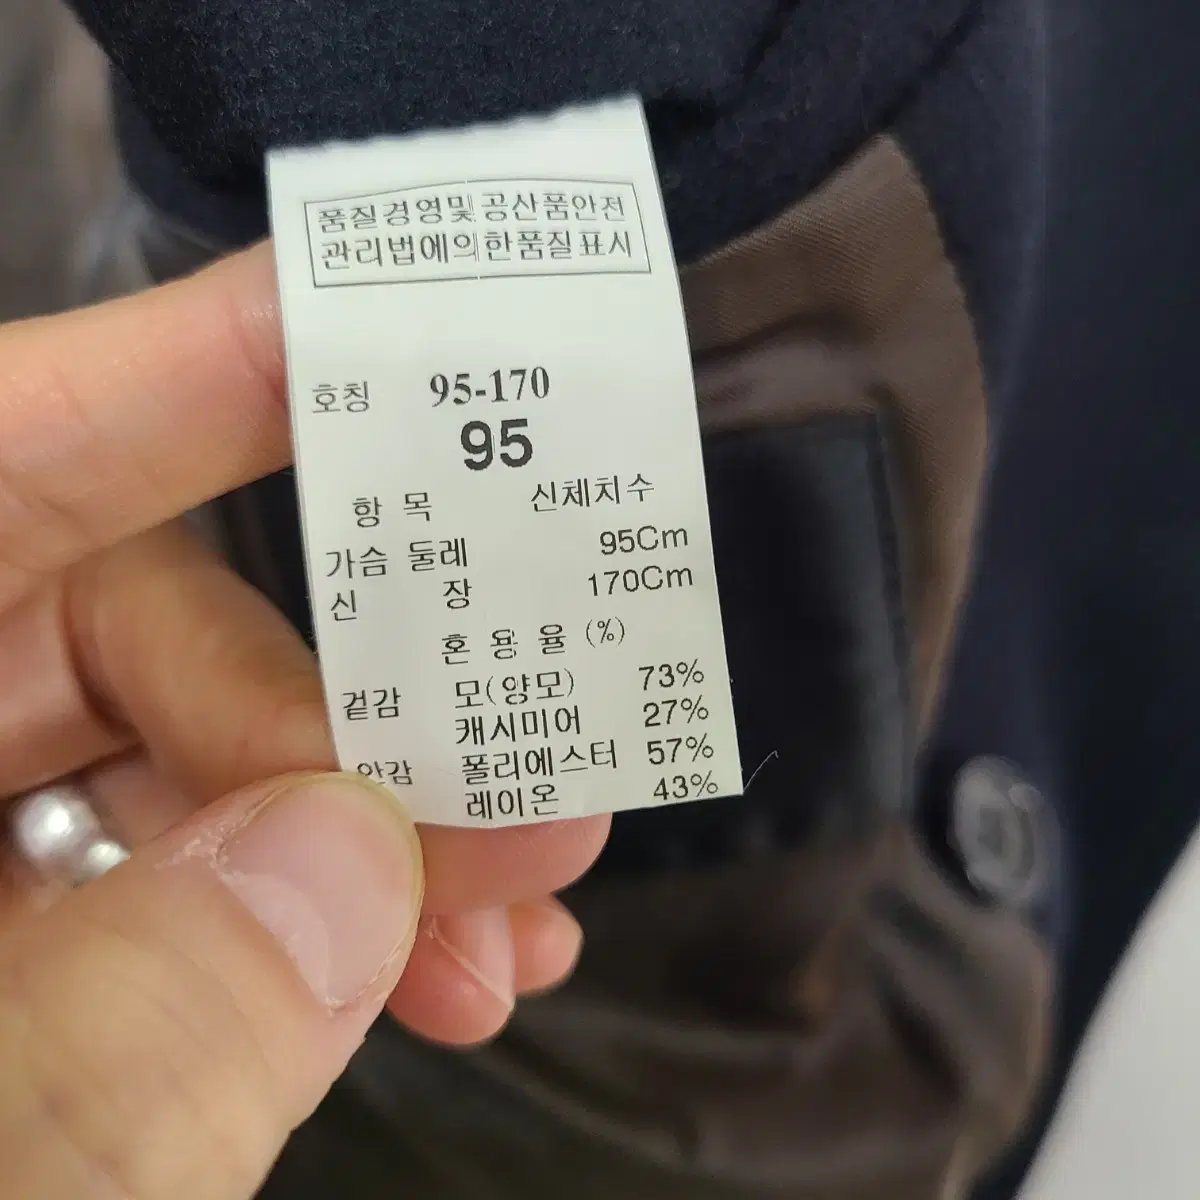 품질경영및 공산품안전
관리법에의한품질표시
호칭 95-170
95
항 목 신체치수
가슴 둘레 95Cm
신 장 170Cm
혼 용 율 (%)
겉감 모(양모) 73%
캐시미어 27%
안감 폴리에스터 57%
레이온 43%